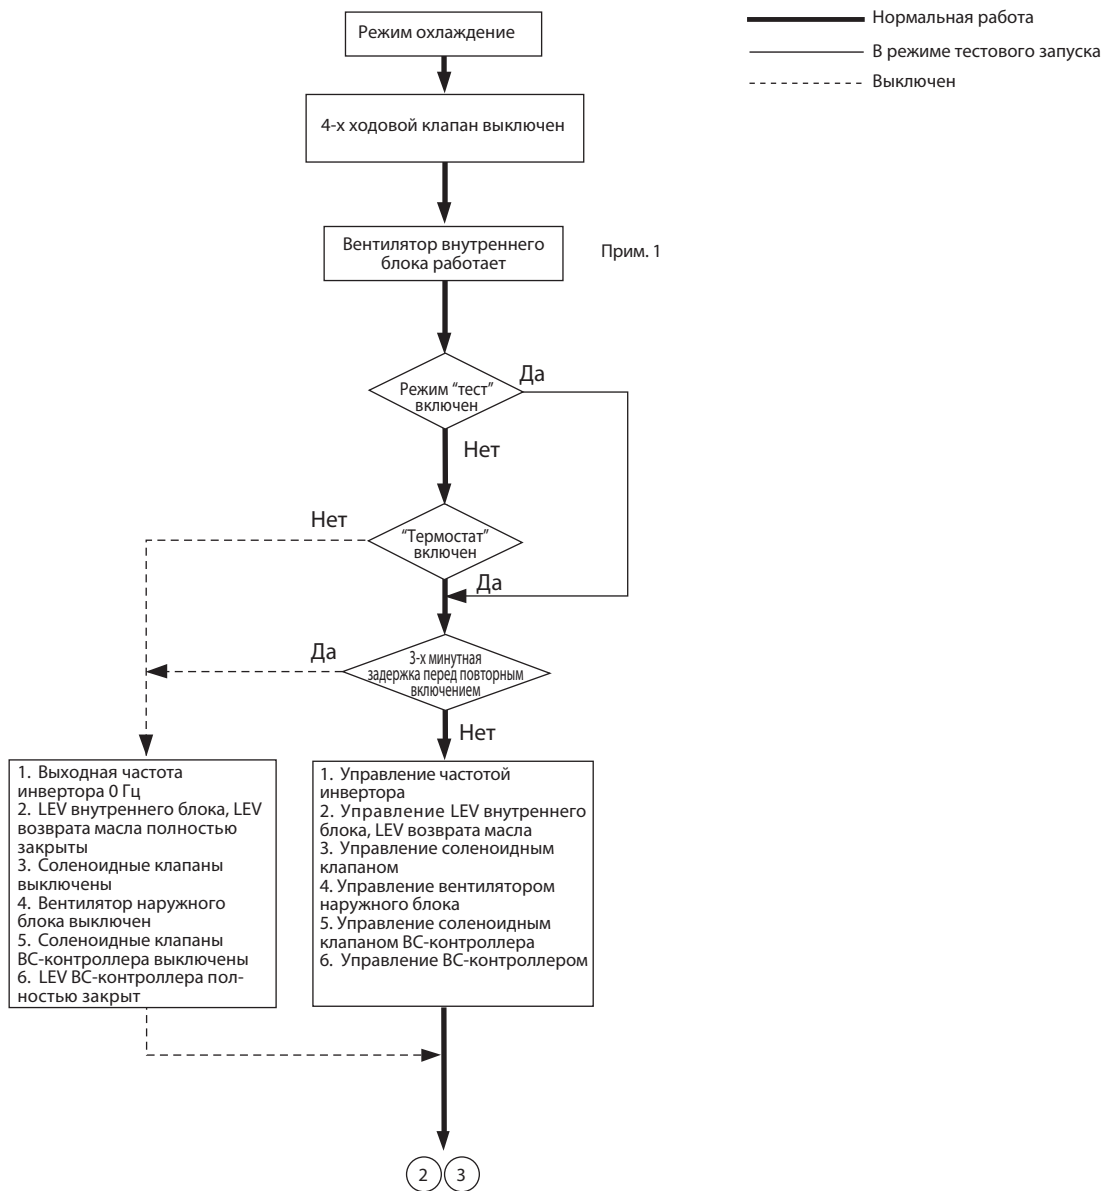 Режим охлаждение
Нормальная работа
В режиме тестового запуска
Выключен
4-х ходовой клапан выключен
Вентилятор внутреннего
блока работает
Прим. 1
Режим “тест”
включен
Да
Нет
“Термостат”
включен
Нет
Да
3-х минутная
задержка перед повторным
включением
Да
Нет
1. Выходная частота
инвертора 0 Гц
2. LEV внутреннего блока, LEV
возврата масла полностью
закрыты
3. Соленоидные клапаны
выключены
4. Вентилятор наружного
блока выключен
5. Соленоидные клапаны
ВС-контроллера выключены
6. LEV ВС-контроллера пол-
ностью закрыт
1. Управление частотой
инвертора
2. Управление LEV внутреннего
блока, LEV возврата масла
3. Управление соленоидным
клапаном
4. Управление вентилятором
наружного блока
5. Управление соленоидным
клапаном ВС-контроллера
6. Управление ВС-контроллером
2 3